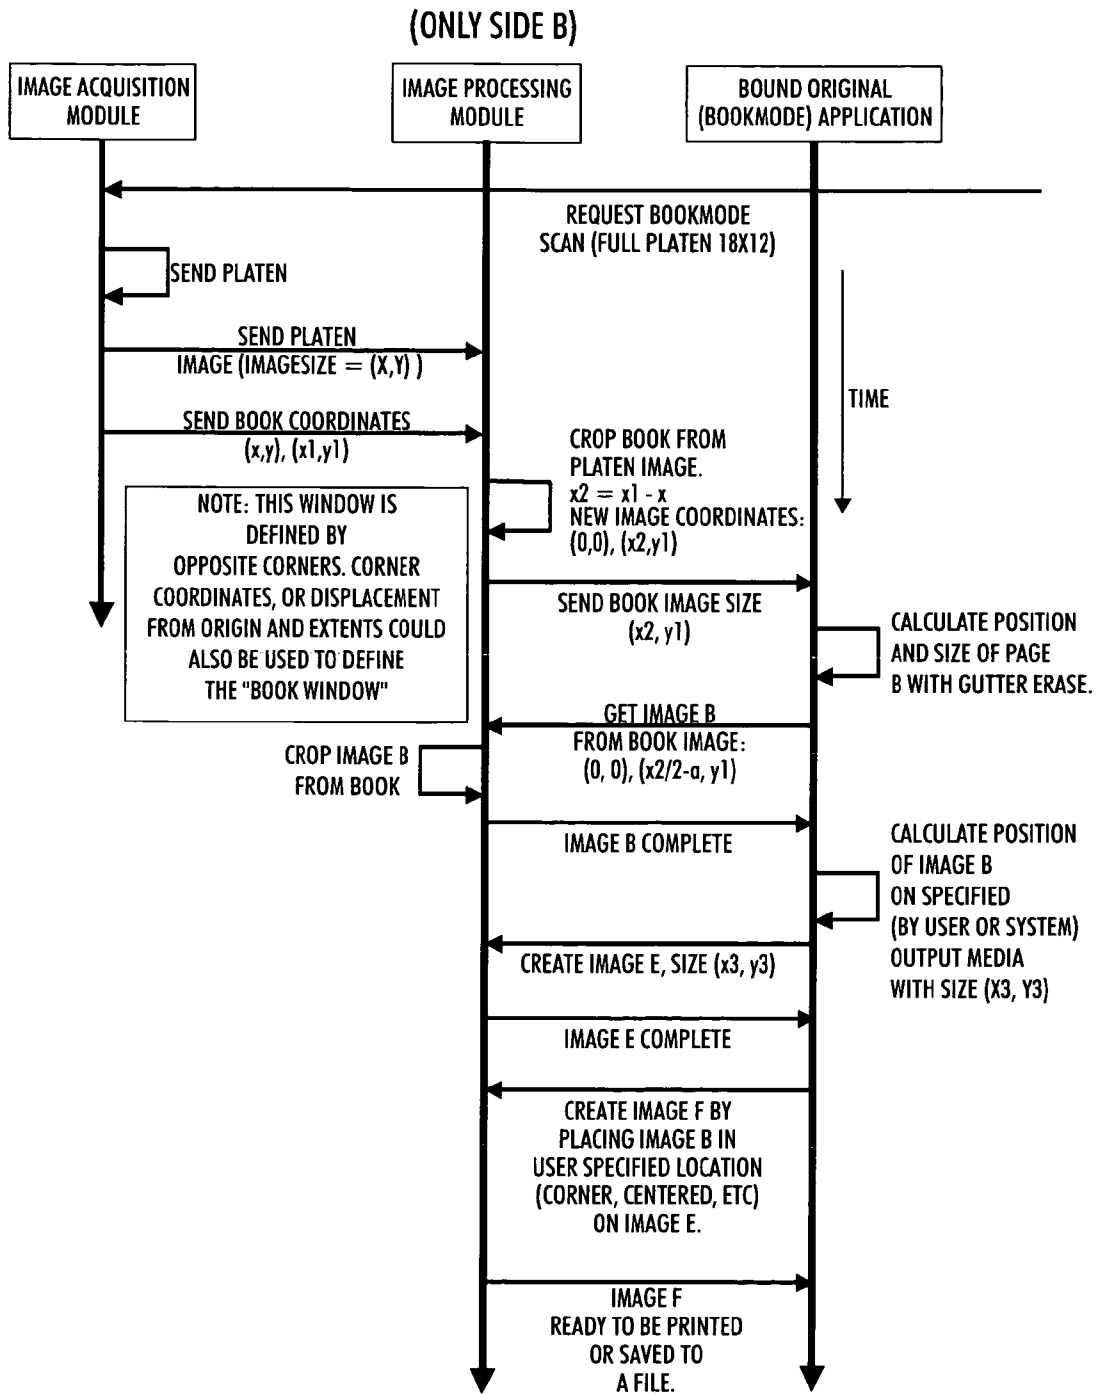 (ONLY SIDE B)
IMAGE ACQUISITION
MODULE
IMAGE PROCESSING
MODULE
BOUND ORIGINAL
(BOOKMODE) APPLICATION
REQUEST BOOKMODE
SCAN (FULL PLATEN 18X12)
SEND PLATEN
SEND PLATEN
IMAGE (IMAGESIZE = (X,Y) )
TIME
SEND BOOK COORDINATES
(x,y), (x1,y1)
CROP BOOK FROM
PLATEN IMAGE.
x2 = x1 - x
NEW IMAGE COORDINATES:
(0,0), (x2,y1)
NOTE: THIS WINDOW IS
DEFINED BY
OPPOSITE CORNERS. CORNER
COORDINATES, OR DISPLACEMENT
FROM ORIGIN AND EXTENTS COULD
ALSO BE USED TO DEFINE
THE "BOOK WINDOW"
SEND BOOK IMAGE SIZE
(x2, y1)
CALCULATE POSITION
AND SIZE OF PAGE
B WITH GUTTER ERASE.
GET IMAGE B
FROM BOOK IMAGE:
(0, 0), (x2/2-a, y1)
CROP IMAGE B
FROM BOOK
IMAGE B COMPLETE
CALCULATE POSITION
OF IMAGE B
ON SPECIFIED
(BY USER OR SYSTEM)
OUTPUT MEDIA
WITH SIZE (X3, Y3)
CREATE IMAGE E, SIZE (x3, y3)
IMAGE E COMPLETE
CREATE IMAGE F BY
PLACING IMAGE B IN
USER SPECIFIED LOCATION
(CORNER, CENTERED, ETC)
ON IMAGE E.
IMAGE F
READY TO BE PRINTED
OR SAVED TO
A FILE.